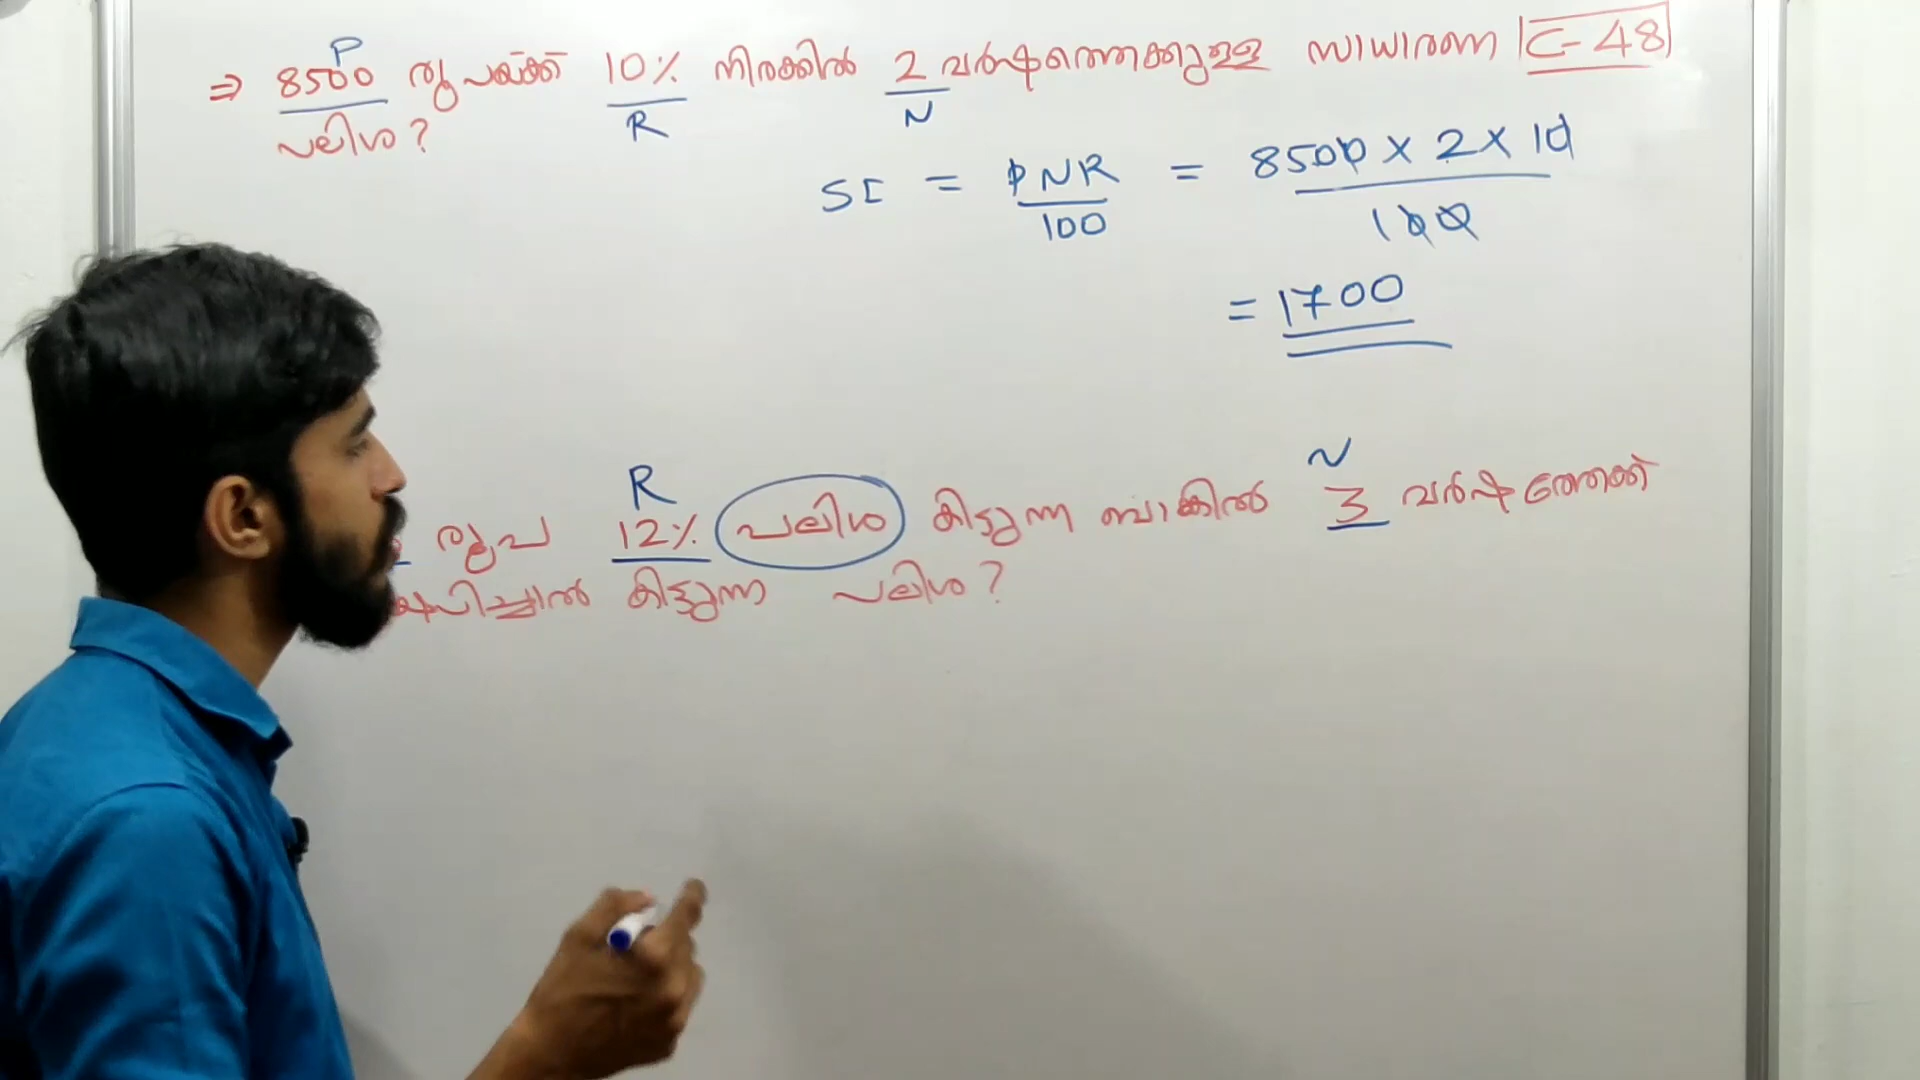 P
⇒ 8500 രൂപയ്ക്ക് 10% നിരക്കിൽ 2 വർഷത്തെക്കുള്ള സാധാരണ C-48
R N
പലിശ?
SI = PNR = 8500 × 2 × 10
100 100
= 1700
R N
രൂപ 12% പലിശ കിട്ടുന്ന ബാങ്കിൽ 3 വർഷത്തേക്ക്
കിട്ടുന്ന പലിശ?